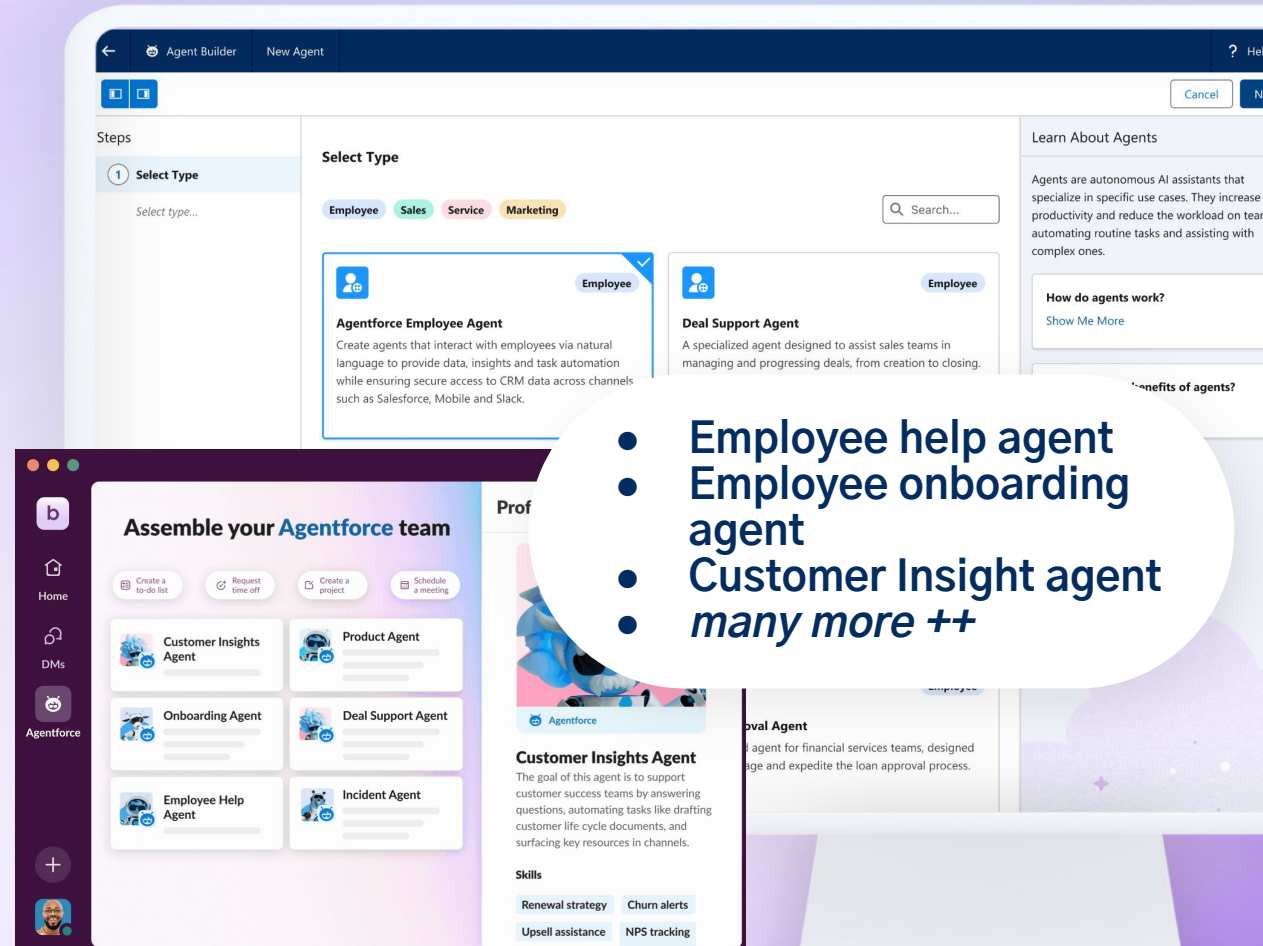 Agent Builder
New Agent
? Hel
Cancel
N
Steps
1 Select Type
Select type...
Select Type
Employee Sales Service Marketing
Search...
Employee
Agentforce Employee Agent
Create agents that interact with employees via natural
language to provide data, insights and task automation
while ensuring secure access to CRM data across channels
such as Salesforce, Mobile and Slack.
Employee
Deal Support Agent
A specialized agent designed to assist sales teams in
managing and progressing deals, from creation to closing.
Learn About Agents
Agents are autonomous AI assistants that
specialize in specific use cases. They increase
productivity and reduce the workload on tear
automating routine tasks and assisting with
complex ones.
How do agents work?
Show Me More
benefits of agents?
● Employee help agent
● Employee onboarding
agent
● Customer Insight agent
● many more ++
oval Agent
d agent for financial services teams, designed
age and expedite the loan approval process.
b
Home
DMs
Agentforce
+
Assemble your Agentforce team
Create a
to-do list
Request
time off
Create a
project
Schedule
a meeting
Customer Insights
Agent
Product Agent
Onboarding Agent
Deal Support Agent
Employee Help
Agent
Incident Agent
Prof
Agentforce
Customer Insights Agent
The goal of this agent is to support
customer success teams by answering
questions, automating tasks like drafting
customer life cycle documents, and
surfacing key resources in channels.
Skills
Renewal strategy Churn alerts
Upsell assistance NPS tracking